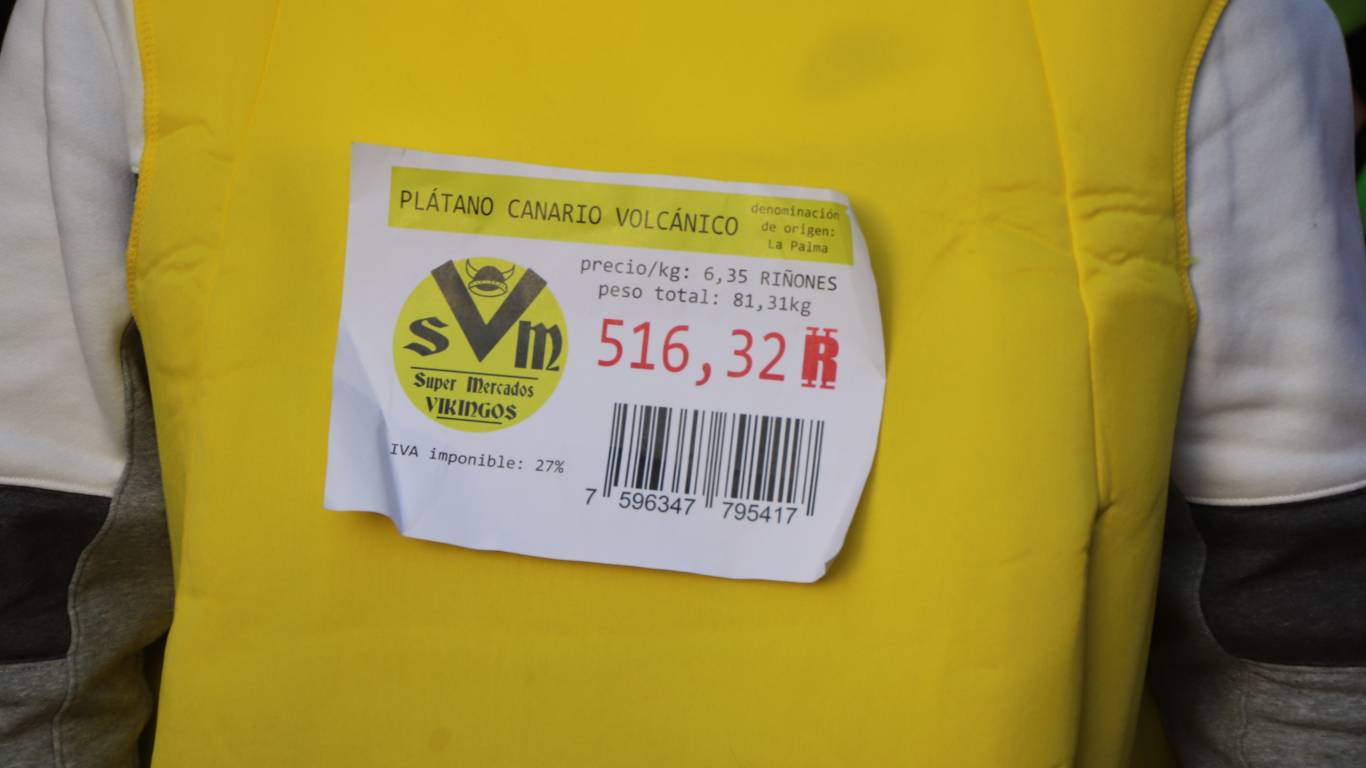 PLÁTANO CANARIO VOLCÁNICO
denominación
de origen:
La Palma
precio/kg: 6,35 RIÑONES
peso total: 81,31kg
516,32 R
SVM
Super Mercados
VIKINGOS
IVA imponible: 27%
7 596347 795417